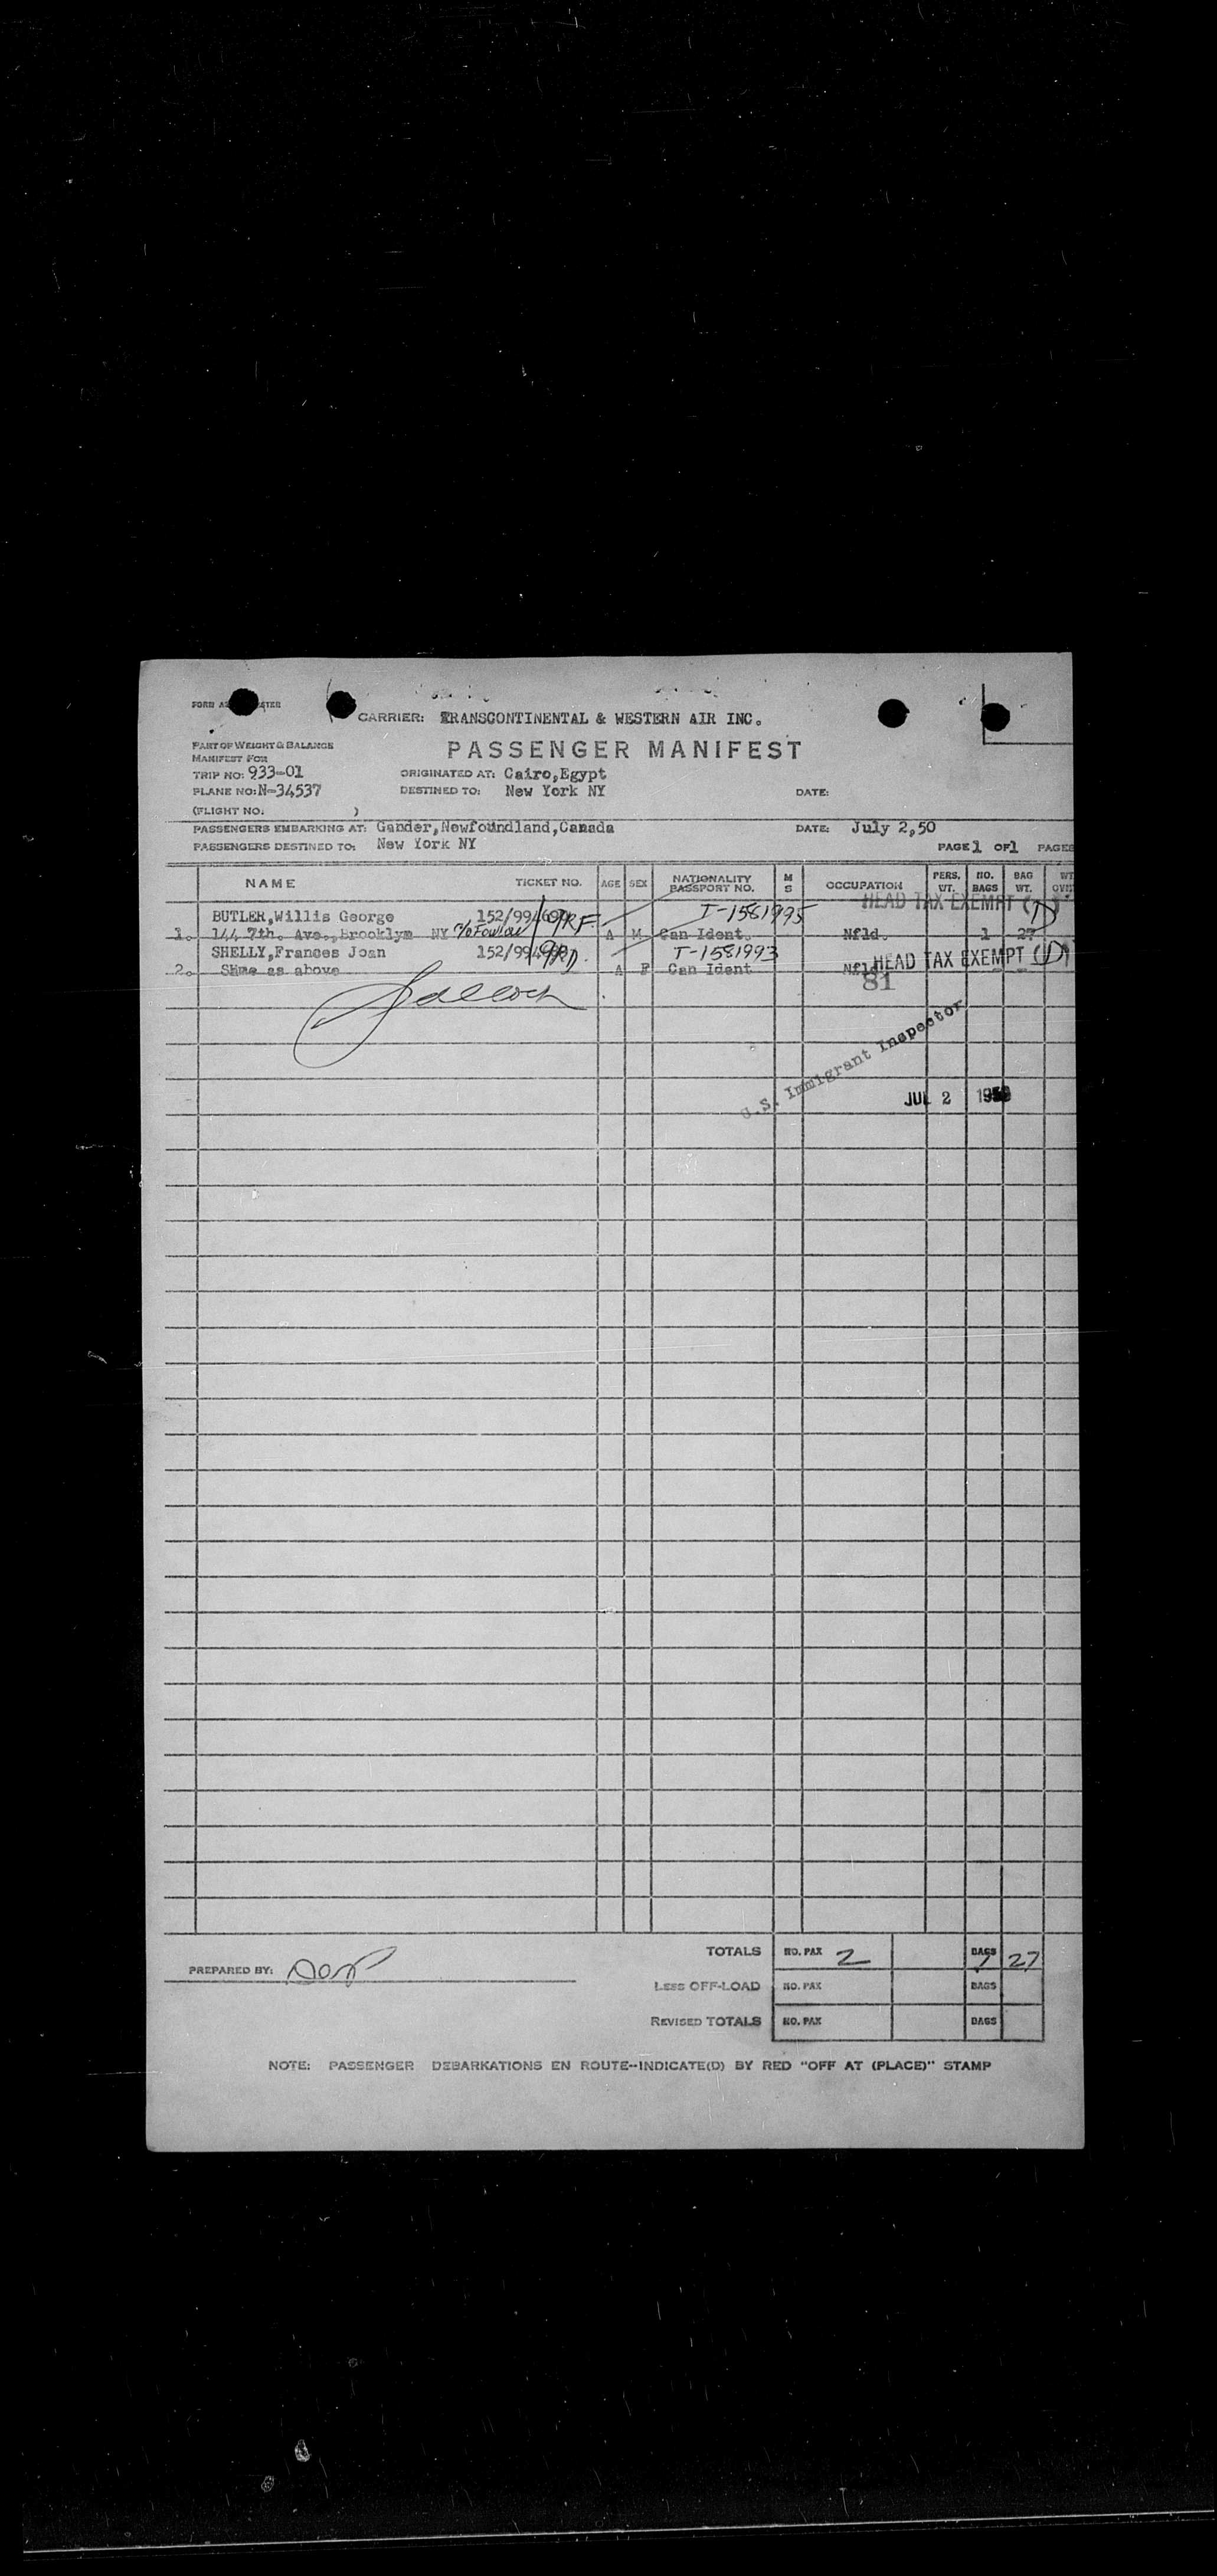 CARRIER: TRANSCONTINENTAL & WESTERN AIR INC.
PART OF WEIGHT & BALANCE
MANIFEST FOR
PASSENGER MANIFEST
TRIP NO: 933-01
ORIGINATED AT: Cairo,Egypt
PLANE NO: N-34537
DESTINED TO: New York NY
DATE:
(FLIGHT NO. )
PASSENGERS EMBARKING AT: Gander,Newfoundland,Canada
DATE: July 2,50
PASSENGERS DESTINED TO: New York NY
PAGE 1 OF 1 PAGES
NAME TICKET NO. AGE SEX NATIONALITY PASSPORT NO. M S OCCUPATION PERS. WT. NO. BAGS BAG WT.
HEAD TAX EXEMPT (D)
BUTLER,Willis George T-1581995
1. 144 7th. Ave.,Brooklym NY A M Can Ident. Nfld. 1 27
SHELLY,Frances Joan T-1581993
HEAD TAX EXEMPT (D)
2. SHme as above A F Can Ident Nfld
81
U.S. Immigrant Inspector
JUL 2 1950
TOTALS NO. PAX 2 BAGS 1 27
PREPARED BY:
LESS OFF-LOAD NO. PAX BAGS
REVISED TOTALS NO. PAX BAGS
NOTE: PASSENGER DEBARKATIONS EN ROUTE--INDICATE(D) BY RED "OFF AT (PLACE)" STAMP